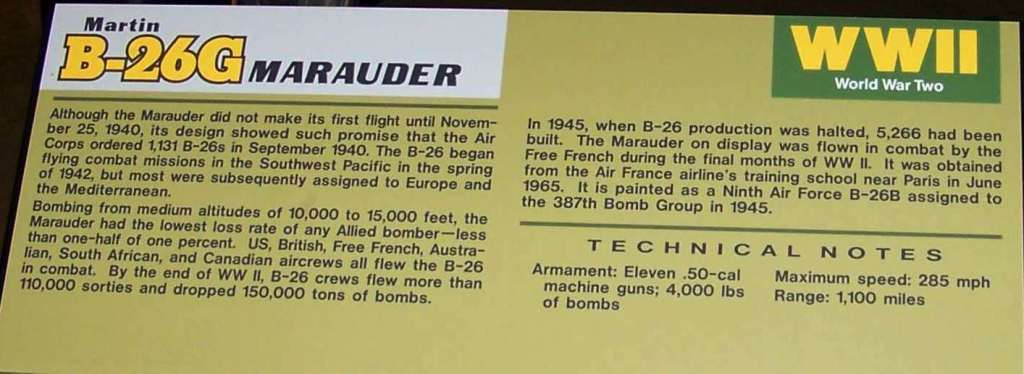 Martin
B-26G MARAUDER
Although the Marauder did not make its first flight until Novem-
ber 25, 1940, its design showed such promise that the Air
Corps ordered 1,131 B-26s in September 1940. The B-26 began
flying combat missions in the Southwest Pacific in the spring
of 1942, but most were subsequently assigned to Europe and
the Mediterranean.
Bombing from medium altitudes of 10,000 to 15,000 feet, the
Marauder had the lowest loss rate of any Allied bomber—less
than one-half of one percent. US, British, Free French, Austra-
lian, South African, and Canadian aircrews all flew the B-26
in combat. By the end of WW II, B-26 crews flew more than
110,000 sorties and dropped 150,000 tons of bombs.
WWII
World War Two
In 1945, when B-26 production was halted, 5,266 had been
built. The Marauder on display was flown in combat by the
Free French during the final months of WW II. It was obtained
from the Air France airline's training school near Paris in June
1965. It is painted as a Ninth Air Force B-26B assigned to
the 387th Bomb Group in 1945.
TECHNICAL NOTES
Armament: Eleven .50-cal
machine guns; 4,000 lbs
of bombs
Maximum speed: 285 mph
Range: 1,100 miles